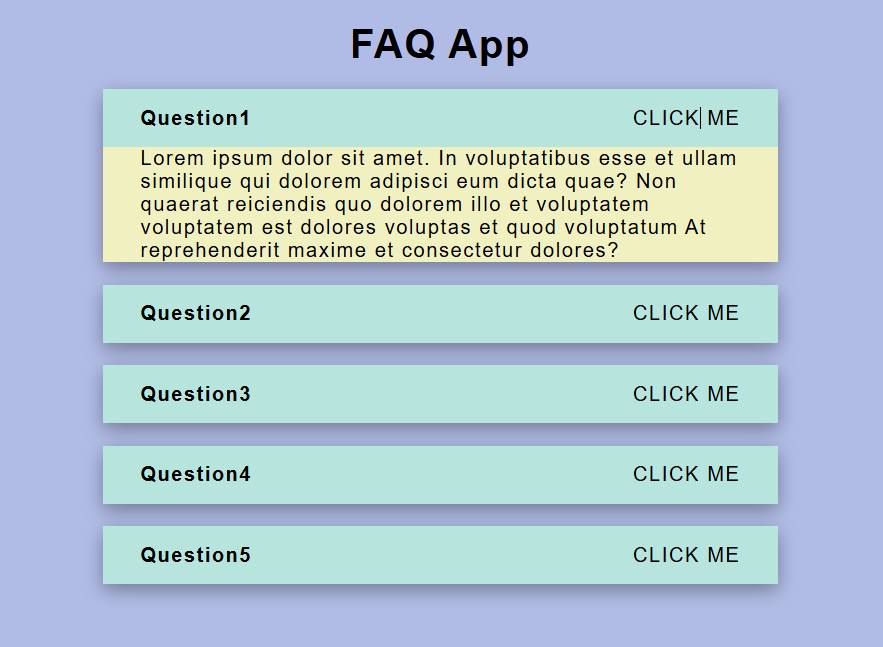 FAQ App
Question1 CLICK ME
Lorem ipsum dolor sit amet. In voluptatibus esse et ullam
similique qui dolorem adipisci eum dicta quae? Non
quaerat reiciendis quo dolorem illo et voluptatem
voluptatem est dolores voluptas et quod voluptatum At
reprehenderit maxime et consectetur dolores?
Question2 CLICK ME
Question3 CLICK ME
Question4 CLICK ME
Question5 CLICK ME